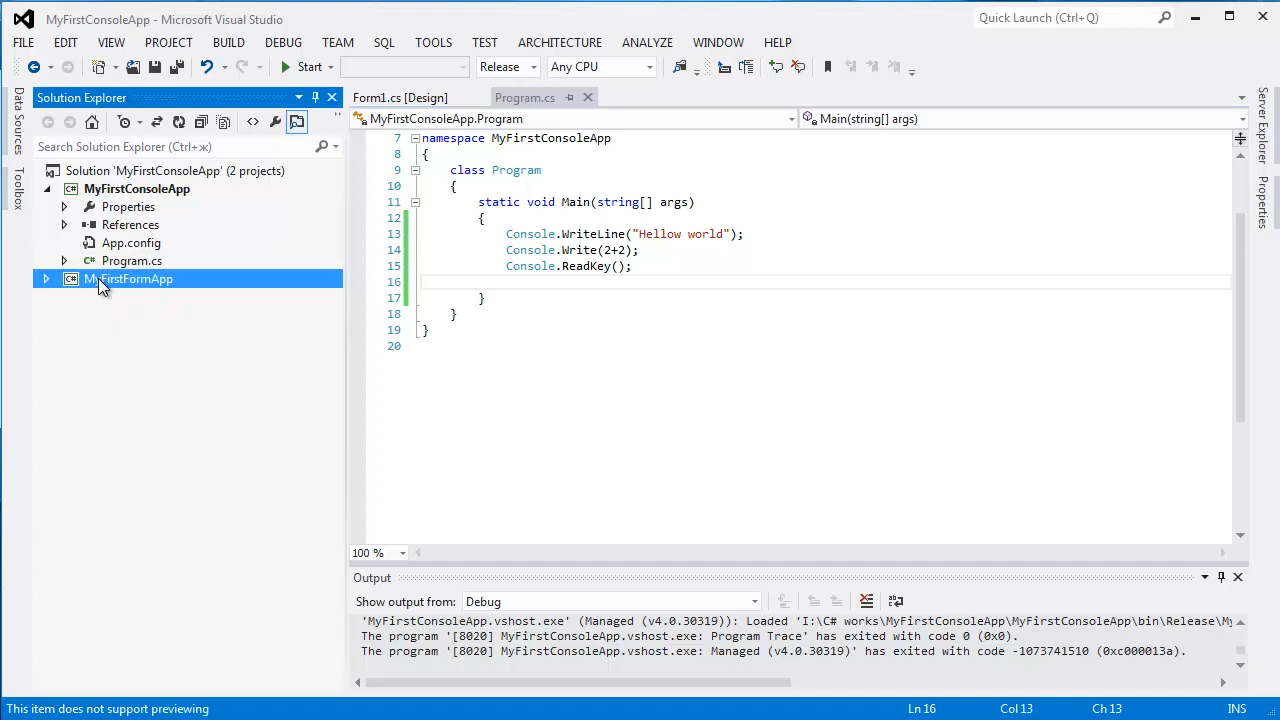 MyFirstConsoleApp - Microsoft Visual Studio
Quick Launch (Ctrl+Q)
FILE EDIT VIEW PROJECT BUILD DEBUG TEAM SQL TOOLS TEST ARCHITECTURE ANALYZE WINDOW HELP
Start Release Any CPU
Data Sources
Toolbox
Solution Explorer
Search Solution Explorer (Ctrl+ж)
Solution 'MyFirstConsoleApp' (2 projects)
MyFirstConsoleApp
Properties
References
App.config
Program.cs
MyFirstFormApp
Form1.cs [Design] Program.cs
MyFirstConsoleApp.Program Main(string[] args)
7 namespace MyFirstConsoleApp
8 {
9 class Program
10 {
11 static void Main(string[] args)
12 {
13 Console.WriteLine("Hellow world");
14 Console.Write(2+2);
15 Console.ReadKey();
16
17 }
18 }
19 }
20
100 %
Output
Show output from: Debug
'MyFirstConsoleApp.vshost.exe' (Managed (v4.0.30319)): Loaded 'I:\C# works\MyFirstConsoleApp\MyFirstConsoleApp\bin\Release\My
The program '[8020] MyFirstConsoleApp.vshost.exe: Program Trace' has exited with code 0 (0x0).
The program '[8020] MyFirstConsoleApp.vshost.exe: Managed (v4.0.30319)' has exited with code -1073741510 (0xc000013a).
Server Explorer
Properties
This item does not support previewing Ln 16 Col 13 Ch 13 INS